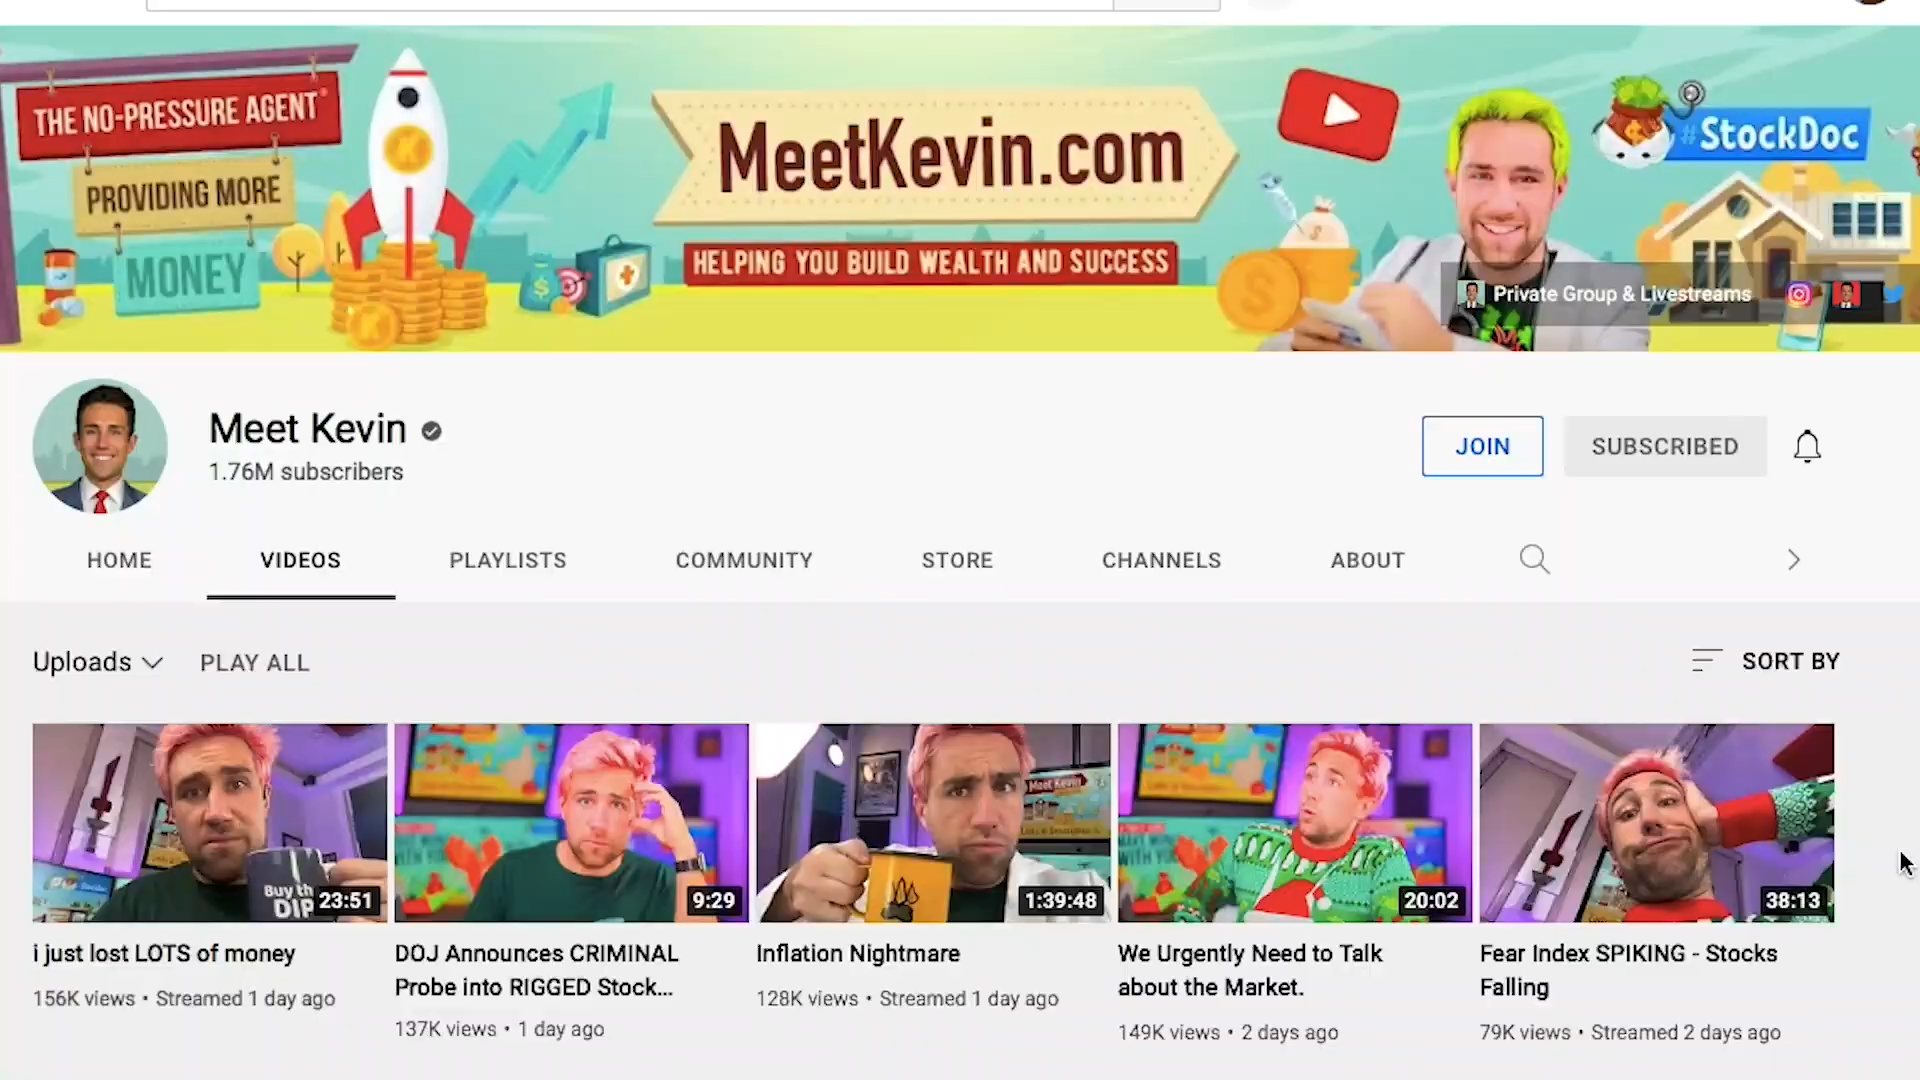 THE NO-PRESSURE AGENT®
PROVIDING MORE
MONEY
MeetKevin.com
HELPING YOU BUILD WEALTH AND SUCCESS
#StockDoc
Private Group & Livestreams
Meet Kevin
1.76M subscribers
JOIN
SUBSCRIBED
HOME
VIDEOS
PLAYLISTS
COMMUNITY
STORE
CHANNELS
ABOUT
Uploads
PLAY ALL
SORT BY
Buy th
DIP
23:51
9:29
Meet Kevin
1:39:48
20:02
38:13
i just lost LOTS of money
156K views • Streamed 1 day ago
DOJ Announces CRIMINAL
Probe into RIGGED Stock...
137K views • 1 day ago
Inflation Nightmare
128K views • Streamed 1 day ago
We Urgently Need to Talk
about the Market.
149K views • 2 days ago
Fear Index SPIKING - Stocks
Falling
79K views • Streamed 2 days ago